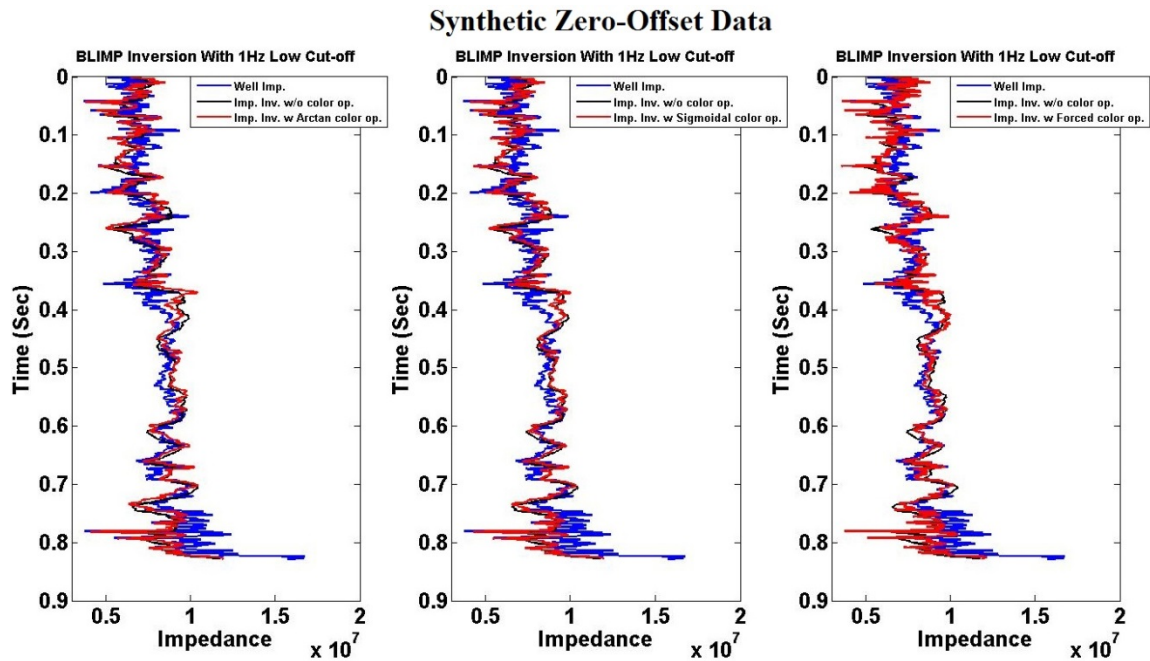 Synthetic Zero-Offset Data
BLIMP Inversion With 1Hz Low Cut-off
Well Imp.
Imp. Inv. w/o color op.
Imp. Inv. w Arctan color op.
Time (Sec)
0
0.1
0.2
0.3
0.4
0.5
0.6
0.7
0.8
0.9
0.5 1 1.5 2
Impedance
x 10^7
BLIMP Inversion With 1Hz Low Cut-off
Well Imp.
Imp. Inv. w/o color op.
Imp. Inv. w Sigmoidal color op.
Time (Sec)
0
0.1
0.2
0.3
0.4
0.5
0.6
0.7
0.8
0.9
0.5 1 1.5 2
Impedance
x 10^7
BLIMP Inversion With 1Hz Low Cut-off
Well Imp.
Imp. Inv. w/o color op.
Imp. Inv. w Forced color op.
Time (Sec)
0
0.1
0.2
0.3
0.4
0.5
0.6
0.7
0.8
0.9
0.5 1 1.5 2
Impedance
x 10^7